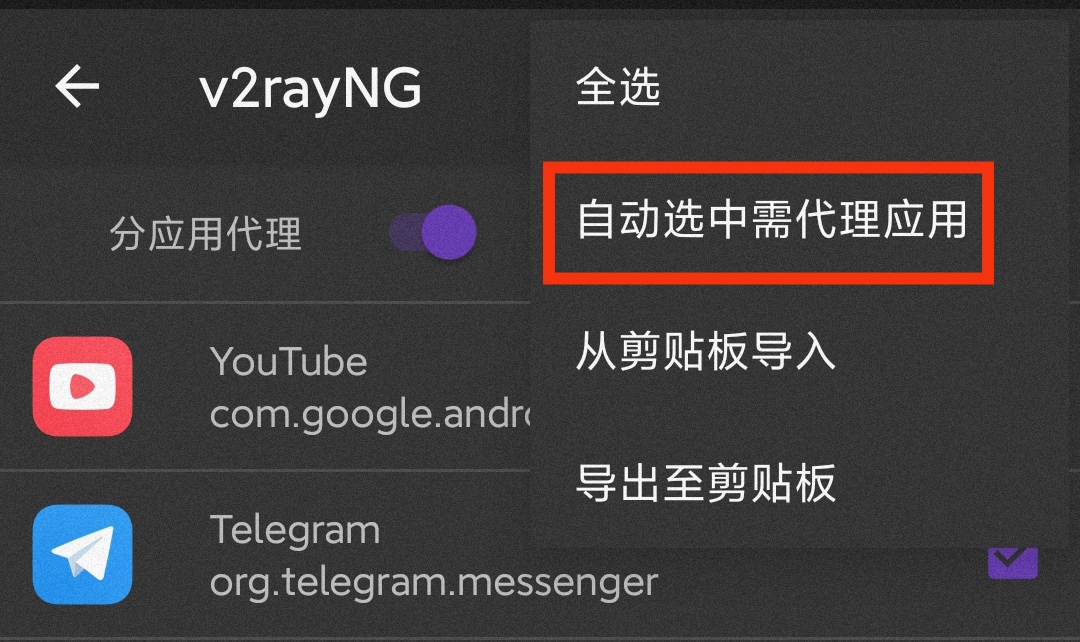 v2rayNG
全选
自动选中需代理应用
分应用代理
从剪贴板导入
YouTube
com.google.andro
导出至剪贴板
Telegram
org.telegram.messenger